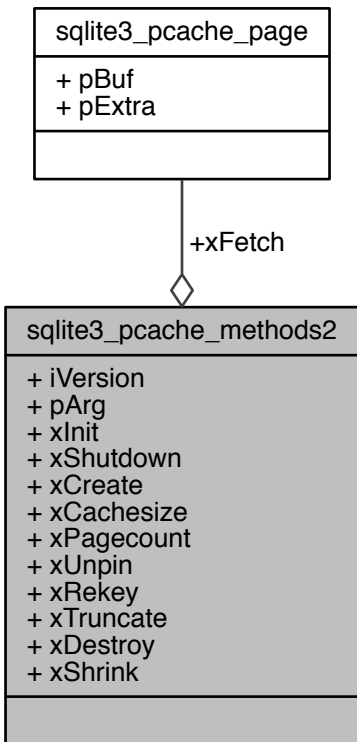 sqlite3_pcache_page
+ pBuf
+ pExtra
+xFetch
sqlite3_pcache_methods2
+ iVersion
+ pArg
+ xInit
+ xShutdown
+ xCreate
+ xCachesize
+ xPagecount
+ xUnpin
+ xRekey
+ xTruncate
+ xDestroy
+ xShrink